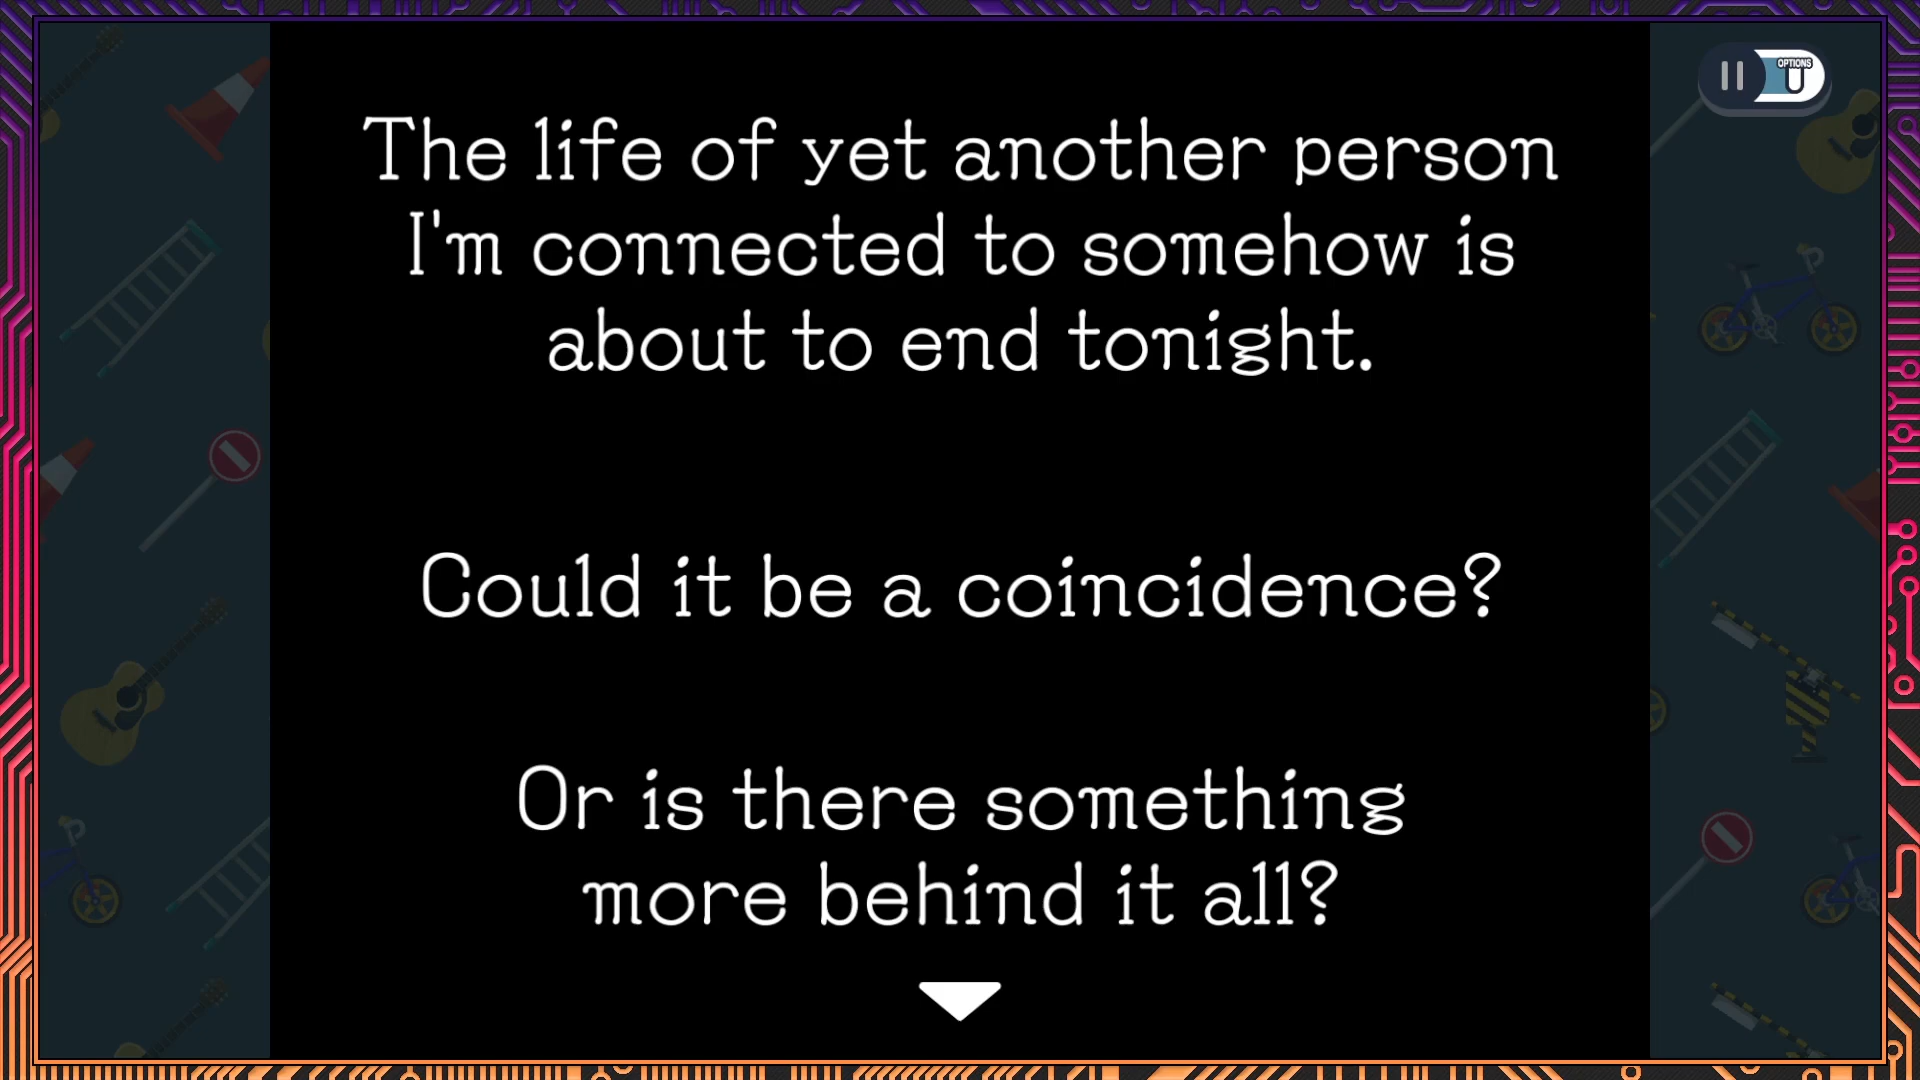 OPTIONS
The life of yet another person
I'm connected to somehow is
about to end tonight.
Could it be a coincidence?
Or is there something
more behind it all?